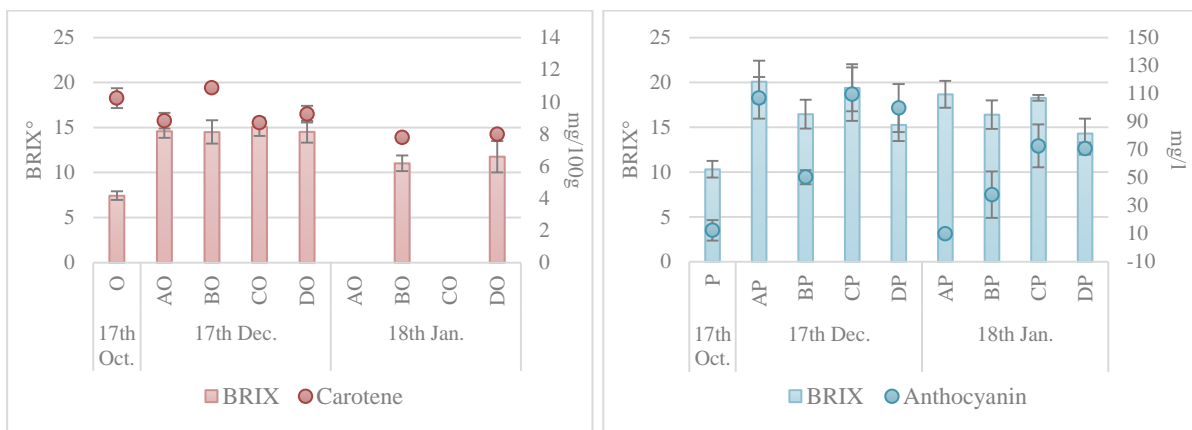 25
20
15
10
5
0
BRIX°
14
12
10
8
6
4
2
0
mg/100g
O
AO
BO
CO
DO
AO
BO
CO
DO
17th
Oct.
17th Dec.
18th Jan.
BRIX
Carotene
25
20
15
10
5
0
BRIX°
150
130
110
90
70
50
30
10
-10
mg/l
P
AP
BP
CP
DP
AP
BP
CP
DP
17th
Oct.
17th Dec.
18th Jan.
BRIX
Anthocyanin